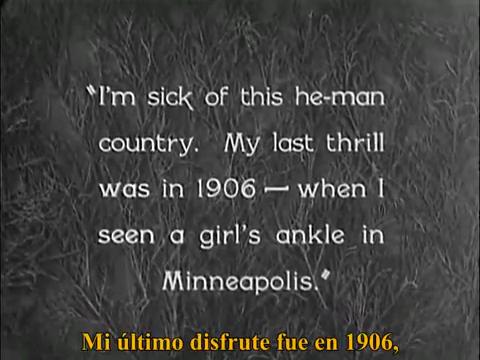 "I'm sick of this he-man
country. My last thrill
was in 1906 — when I
seen a girl's ankle in
Minneapolis."
Mi último disfrute fue en 1906,